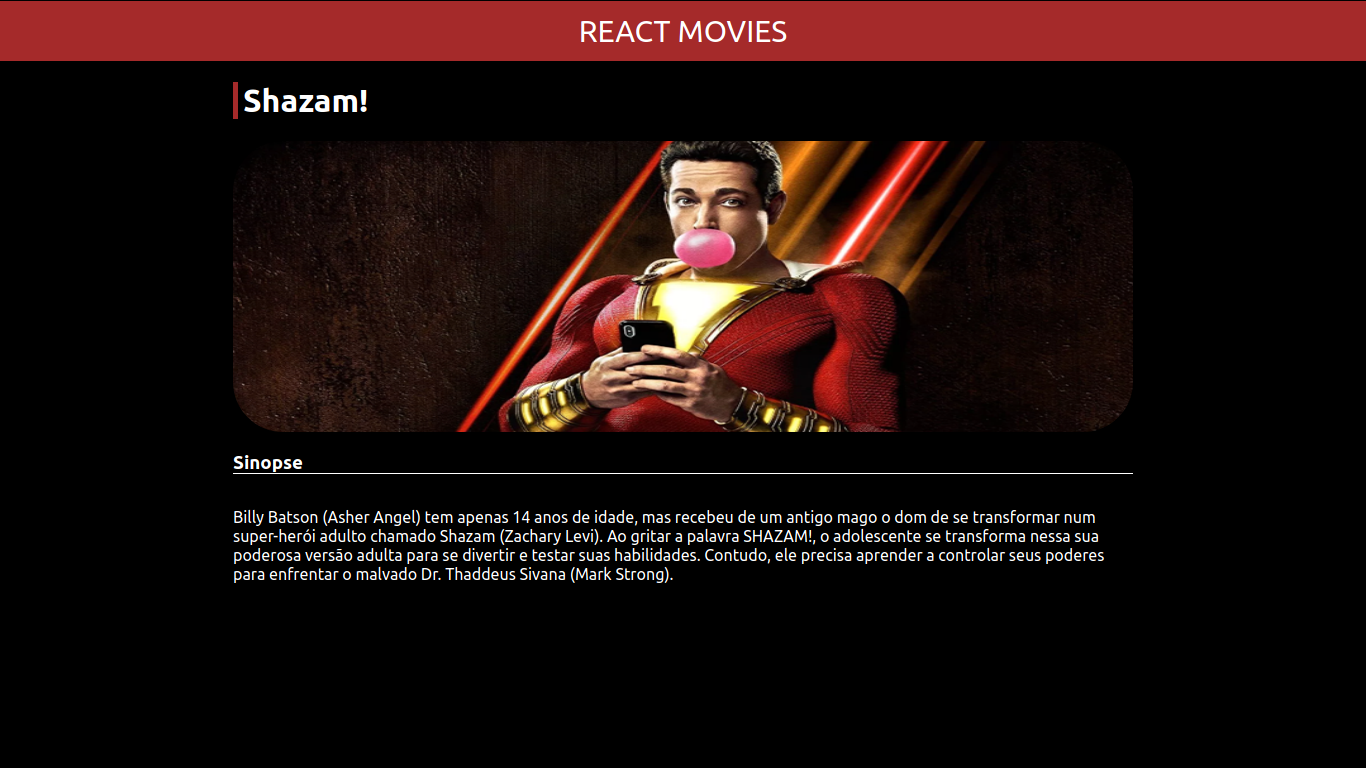 REACT MOVIES
Shazam!
Sinopse
Billy Batson (Asher Angel) tem apenas 14 anos de idade, mas recebeu de um antigo mago o dom de se transformar num
super-herói adulto chamado Shazam (Zachary Levi). Ao gritar a palavra SHAZAM!, o adolescente se transforma nessa sua
poderosa versão adulta para se divertir e testar suas habilidades. Contudo, ele precisa aprender a controlar seus poderes
para enfrentar o malvado Dr. Thaddeus Sivana (Mark Strong).